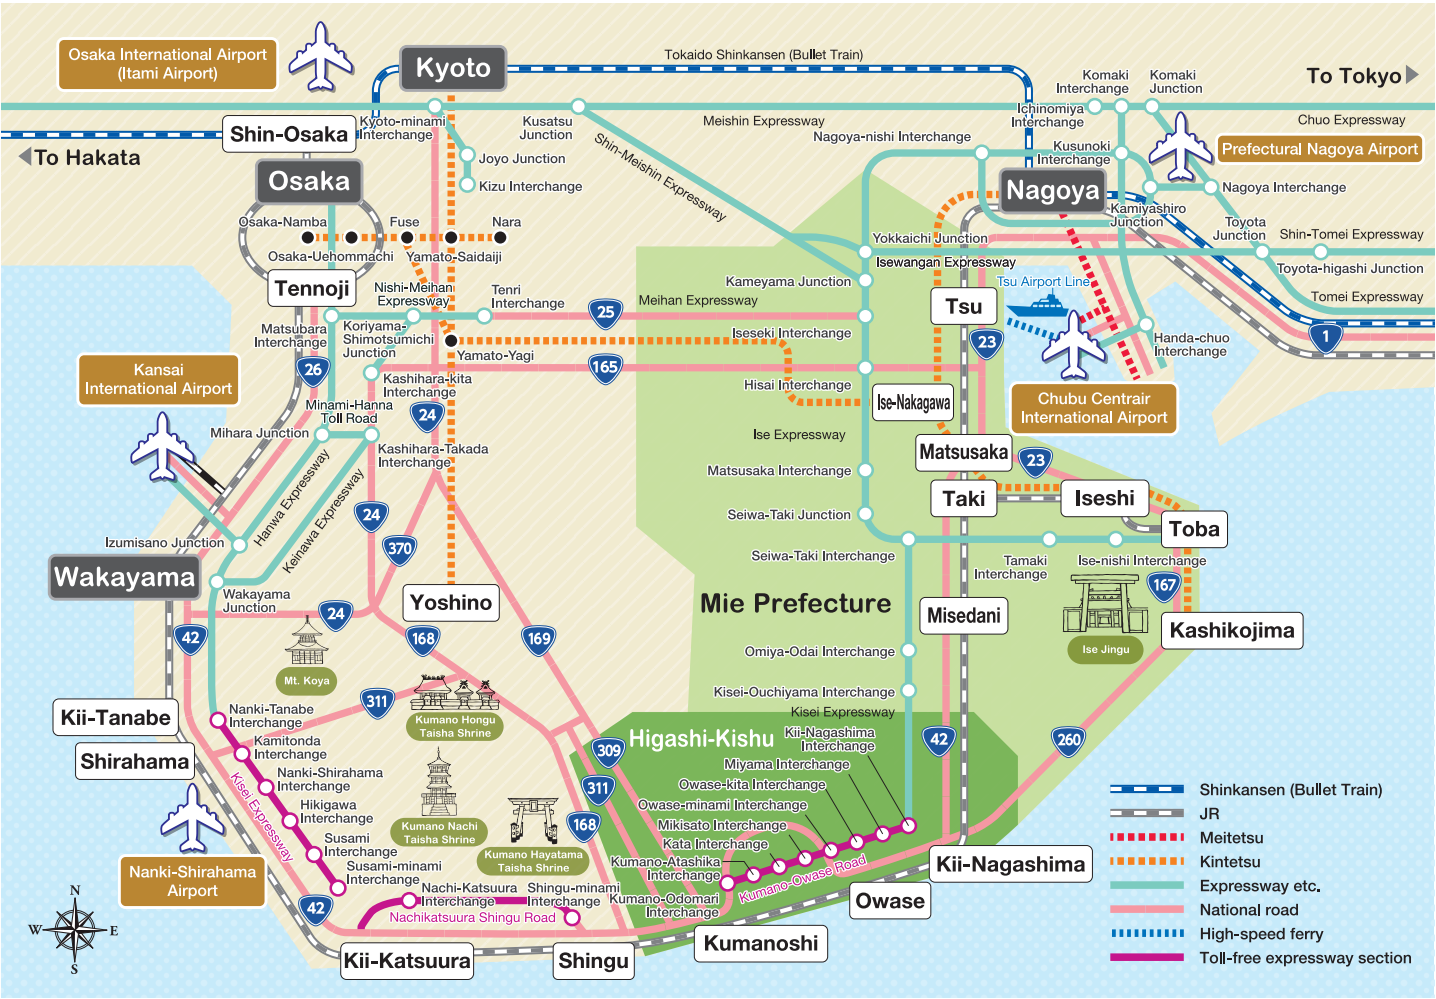 Osaka International Airport
(Itami Airport)
Kyoto
Tokaido Shinkansen (Bullet Train)
Komaki
Interchange
Komaki
Junction
To Tokyo
Shin-Osaka
Kyoto-minami
Interchange
Kusatsu
Junction
Meishin Expressway
Ichinomiya
Interchange
Chuo Expressway
Nagoya-nishi Interchange
Kusunoki
Interchange
Prefectural Nagoya Airport
To Hakata
Joyo Junction
Kizu Interchange
Shin-Meishin Expressway
Osaka
Nagoya
Nagoya Interchange
Kamiyashiro
Junction
Toyota
Junction
Shin-Tomei Expressway
Osaka-Namba
Fuse
Nara
Osaka-Uehommachi
Yamato-Saidaiji
Yokkaichi Junction
Isewangan Expressway
Toyota-higashi Junction
Tennoji
Nishi-Meihan
Expressway
Tenri
Interchange
Kameyama Junction
Meihan Expressway
Tsu
Tsu Airport Line
Tomei Expressway
25
Matsubara
Interchange
Koriyama-
Shimotsumichi
Junction
Iseseki Interchange
23
Handa-chuo
Interchange
1
Yamato-Yagi
Kansai
International Airport
26
165
Kashihara-kita
Interchange
Hisai Interchange
Ise-Nakagawa
Chubu Centrair
International Airport
Minami-Hanna
Toll Road
24
Mihara Junction
Ise Expressway
Kashihara-Takada
Interchange
Matsusaka
23
Matsusaka Interchange
Hanwa Expressway
Keinawa Expressway
Taki
Iseshi
24
Seiwa-Taki Junction
Toba
Izumisano Junction
370
Seiwa-Taki Interchange
Tamaki
Interchange
Ise-nishi Interchange
Wakayama
Wakayama
Junction
Yoshino
Mie Prefecture
167
24
Misedani
42
168
169
Kashikojima
Ise Jingu
Omiya-Odai Interchange
Mt. Koya
Kisei-Ouchiyama Interchange
311
Kisei Expressway
Kii-Tanabe
Nanki-Tanabe
Interchange
Kumano Hongu
Taisha Shrine
Higashi-Kishu
Kii-Nagashima
Interchange
42
260
309
Kamitonda
Interchange
Shirahama
Miyama Interchange
Nanki-Shirahama
Interchange
Owase-kita Interchange
311
Kisei Expressway
Owase-minami Interchange
Hikigawa
Interchange
Mikisato Interchange
Kumano Nachi
Taisha Shrine
168
Kata Interchange
Susami
Interchange
Kumano Hayatama
Taisha Shrine
Kumano-Atashika
Interchange
Susami-minami
Interchange
Kumano-Owase Road
Kii-Nagashima
Nanki-Shirahama
Airport
Nachi-Katsuura
Interchange
Shingu-minami
Interchange
Kumano-Odomari
Interchange
Owase
42
Nachikatsuura Shingu Road
Kumanoshi
Kii-Katsuura
Shingu
N
W
E
S
Shinkansen (Bullet Train)
JR
Meitetsu
Kintetsu
Expressway etc.
National road
High-speed ferry
Toll-free expressway section